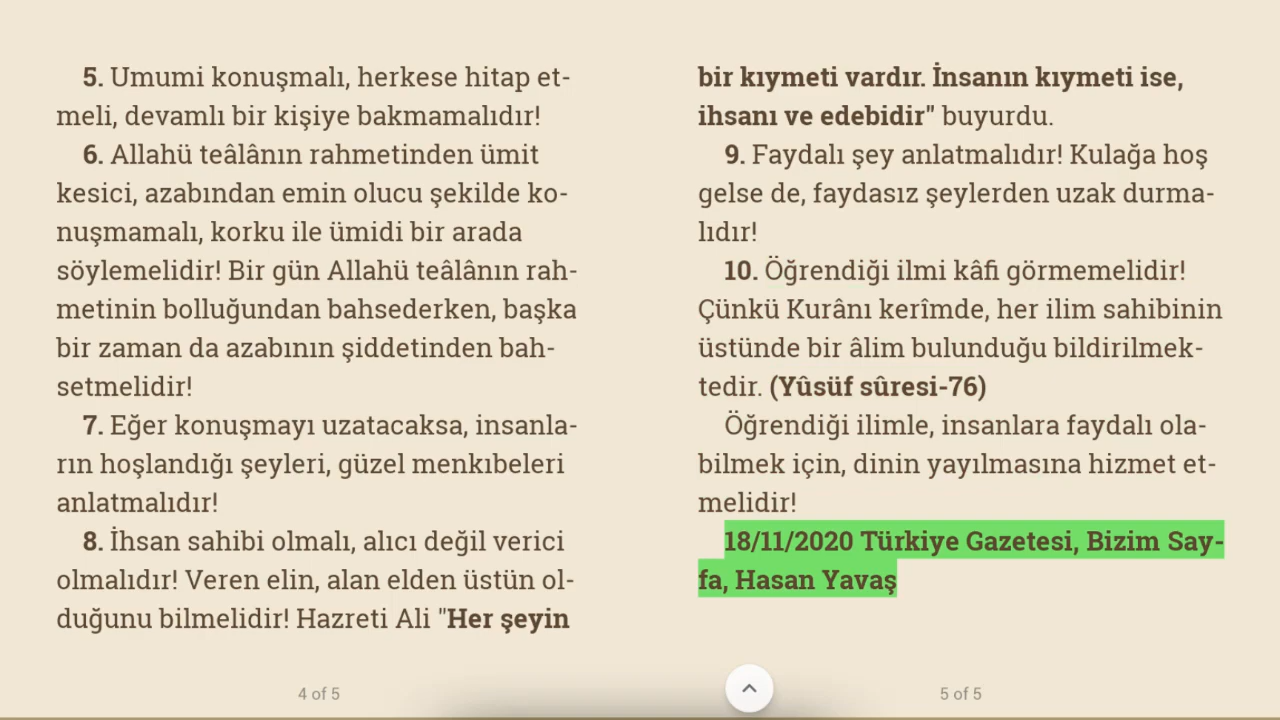 5. Umumi konuşmalı, herkese hitap et-
meli, devamlı bir kişiye bakmamalıdır!
6. Allahü teâlânın rahmetinden ümit
kesici, azabından emin olucu şekilde ko-
nuşmamalı, korku ile ümidi bir arada
söylemelidir! Bir gün Allahü teâlânın rah-
metinin bolluğundan bahsederken, başka
bir zaman da azabının şiddetinden bah-
setmelidir!
7. Eğer konuşmayı uzatacaksa, insanla-
rın hoşlandığı şeyleri, güzel menkıbeleri
anlatmalıdır!
8. İhsan sahibi olmalı, alıcı değil verici
olmalıdır! Veren elin, alan elden üstün ol-
duğunu bilmelidir! Hazreti Ali "Her şeyin
4 of 5
bir kıymeti vardır. İnsanın kıymeti ise,
ihsanı ve edebidir" buyurdu.
9. Faydalı şey anlatmalıdır! Kulağa hoş
gelse de, faydasız şeylerden uzak durma-
lıdır!
10. Öğrendiği ilmi kâfi görmemelidir!
Çünkü Kurânı kerîmde, her ilim sahibinin
üstünde bir âlim bulunduğu bildirilmek-
tedir. (Yûsüf sûresi-76)
Öğrendiği ilimle, insanlara faydalı ola-
bilmek için, dinin yayılmasına hizmet et-
melidir!
18/11/2020 Türkiye Gazetesi, Bizim Say-
fa, Hasan Yavaş
5 of 5